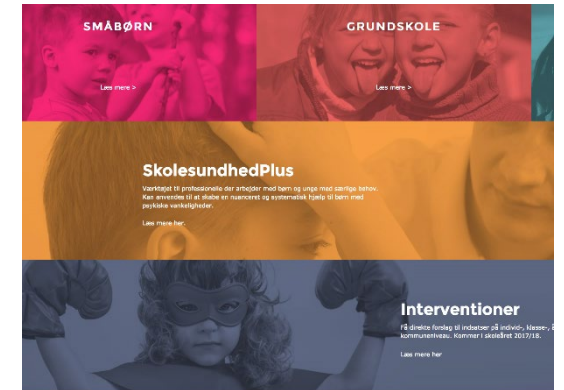 SMÅBØRN
GRUNDSKOLE
Læs mere >
Læs mere >
SkolesundhedPlus
Værktøjet til professionelle der arbejder med børn og unge med særlige behov.
Kan anvendes til at skabe en nuanceret og systematisk hjælp til børn med
psykiske vankeligheder.
Læs mere her.
Interventioner
Få direkte forslag til indsatser på individ-, klasse-,
kommuneniveau. Kommer i skoleåret 2017/18.
Læs mere her